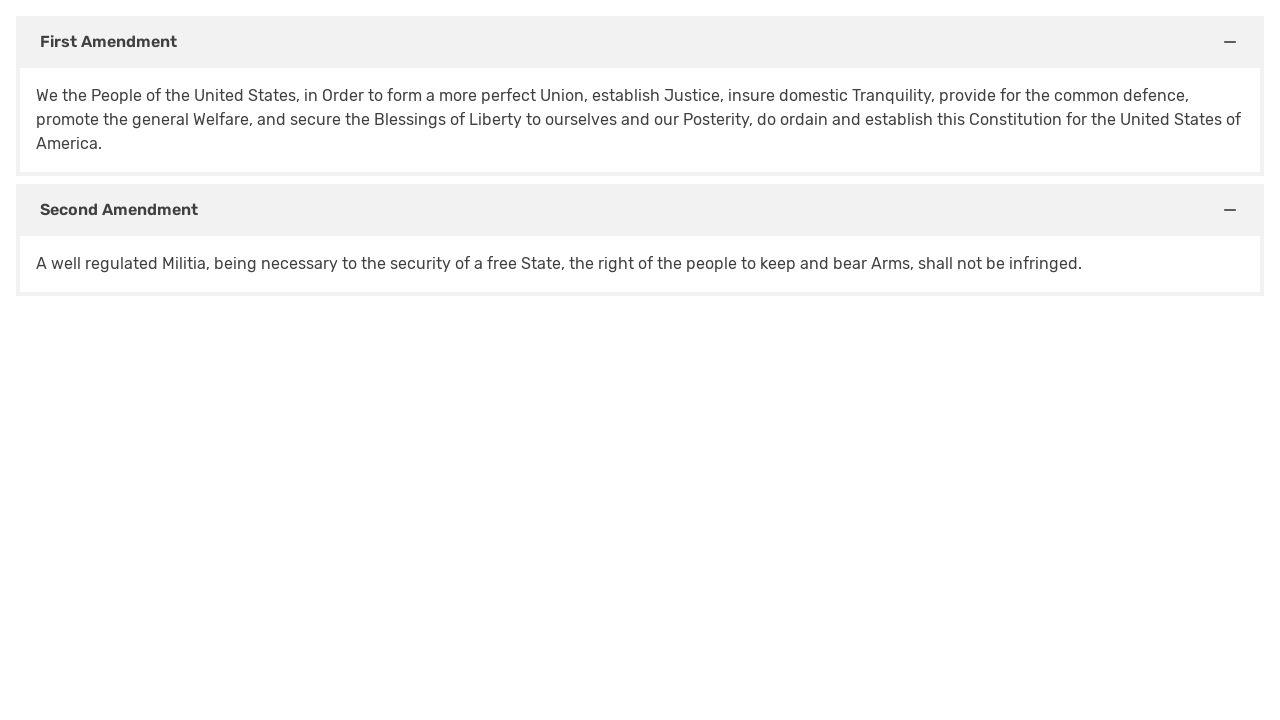 First Amendment
We the People of the United States, in Order to form a more perfect Union, establish Justice, insure domestic Tranquility, provide for the common defence,
promote the general Welfare, and secure the Blessings of Liberty to ourselves and our Posterity, do ordain and establish this Constitution for the United States of
America.
Second Amendment
A well regulated Militia, being necessary to the security of a free State, the right of the people to keep and bear Arms, shall not be infringed.